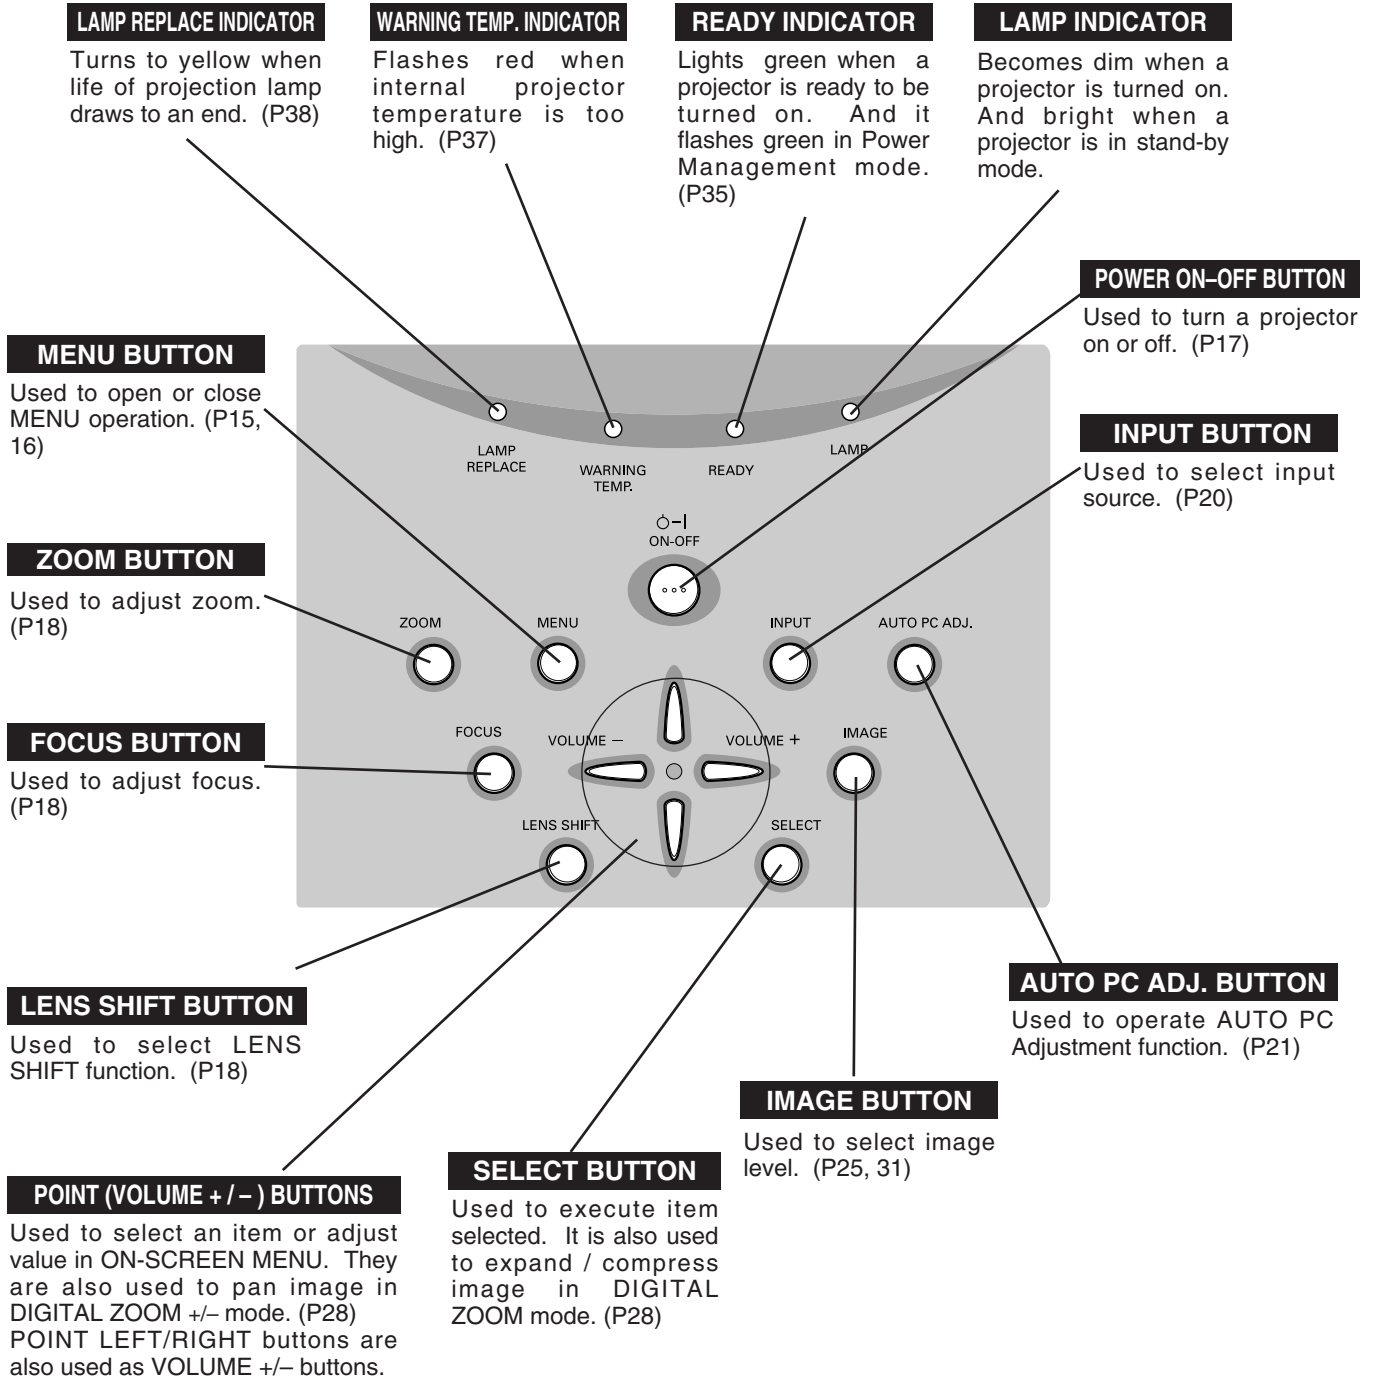 LAMP REPLACE INDICATOR
Turns to yellow when
life of projection lamp
draws to an end. (P38)
WARNING TEMP. INDICATOR
Flashes red when
internal projector
temperature is too
high. (P37)
READY INDICATOR
Lights green when a
projector is ready to be
turned on. And it
flashes green in Power
Management mode.
(P35)
LAMP INDICATOR
Becomes dim when a
projector is turned on.
And bright when a
projector is in stand-by
mode.
POWER ON–OFF BUTTON
Used to turn a projector
on or off. (P17)
MENU BUTTON
Used to open or close
MENU operation. (P15,
16)
INPUT BUTTON
Used to select input
source. (P20)
ZOOM BUTTON
Used to adjust zoom.
(P18)
FOCUS BUTTON
Used to adjust focus.
(P18)
LAMP
REPLACE
WARNING
TEMP.
READY
LAMP
ON-OFF
ZOOM
MENU
INPUT
AUTO PC ADJ.
FOCUS
VOLUME –
VOLUME +
IMAGE
LENS SHIFT
SELECT
LENS SHIFT BUTTON
Used to select LENS
SHIFT function. (P18)
AUTO PC ADJ. BUTTON
Used to operate AUTO PC
Adjustment function. (P21)
IMAGE BUTTON
Used to select image
level. (P25, 31)
SELECT BUTTON
Used to execute item
selected. It is also used
to expand / compress
image in DIGITAL
ZOOM mode. (P28)
POINT (VOLUME + / – ) BUTTONS
Used to select an item or adjust
value in ON-SCREEN MENU. They
are also used to pan image in
DIGITAL ZOOM +/– mode. (P28)
POINT LEFT/RIGHT buttons are
also used as VOLUME +/– buttons.